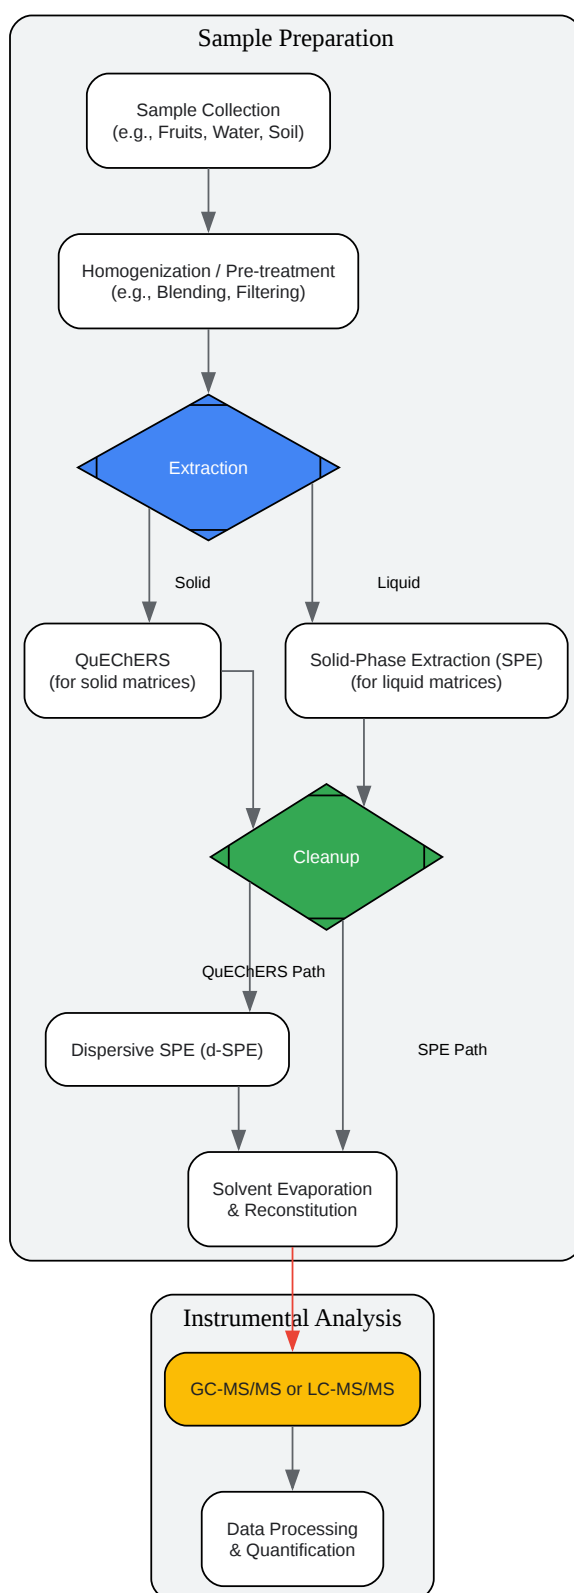 Sample Preparation
Sample Collection
(e.g., Fruits, Water, Soil)
Homogenization / Pre-treatment
(e.g., Blending, Filtering)
Extraction
Solid
Liquid
QuEChERS
(for solid matrices)
Solid-Phase Extraction (SPE)
(for liquid matrices)
Cleanup
QuEChERS Path
Dispersive SPE (d-SPE)
SPE Path
Solvent Evaporation
& Reconstitution
Instrumental Analysis
GC-MS/MS or LC-MS/MS
Data Processing
& Quantification